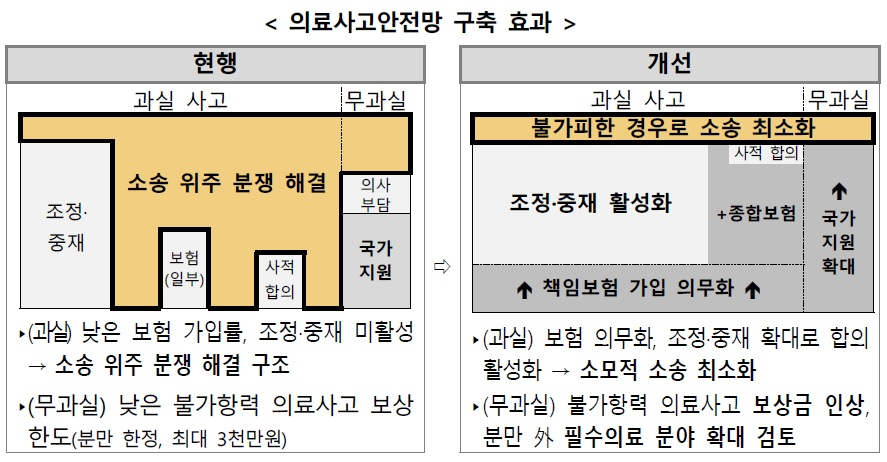 < 의료사고안전망 구축 효과 >
현행
과실 사고
무과실
소송 위주 분쟁 해결
조정·
중재
보험
(일부)
사적
합의
의사
부담
국가
지원
▸(과실) 낮은 보험 가입률, 조정·중재 미활성
→ 소송 위주 분쟁 해결 구조
▸(무과실) 낮은 불가항력 의료사고 보상
한도(분만 한정, 최대 3천만원)
⇨
개선
과실 사고
무과실
불가피한 경우로 소송 최소화
사적 합의
조정·중재 활성화
+종합보험
🡹
국가
지원
확대
🡹 책임보험 가입 의무화 🡹
▸(과실) 보험 의무화, 조정·중재 확대로 합의
활성화 → 소모적 소송 최소화
▸(무과실) 불가항력 의료사고 보상금 인상,
분만 外 필수의료 분야 확대 검토